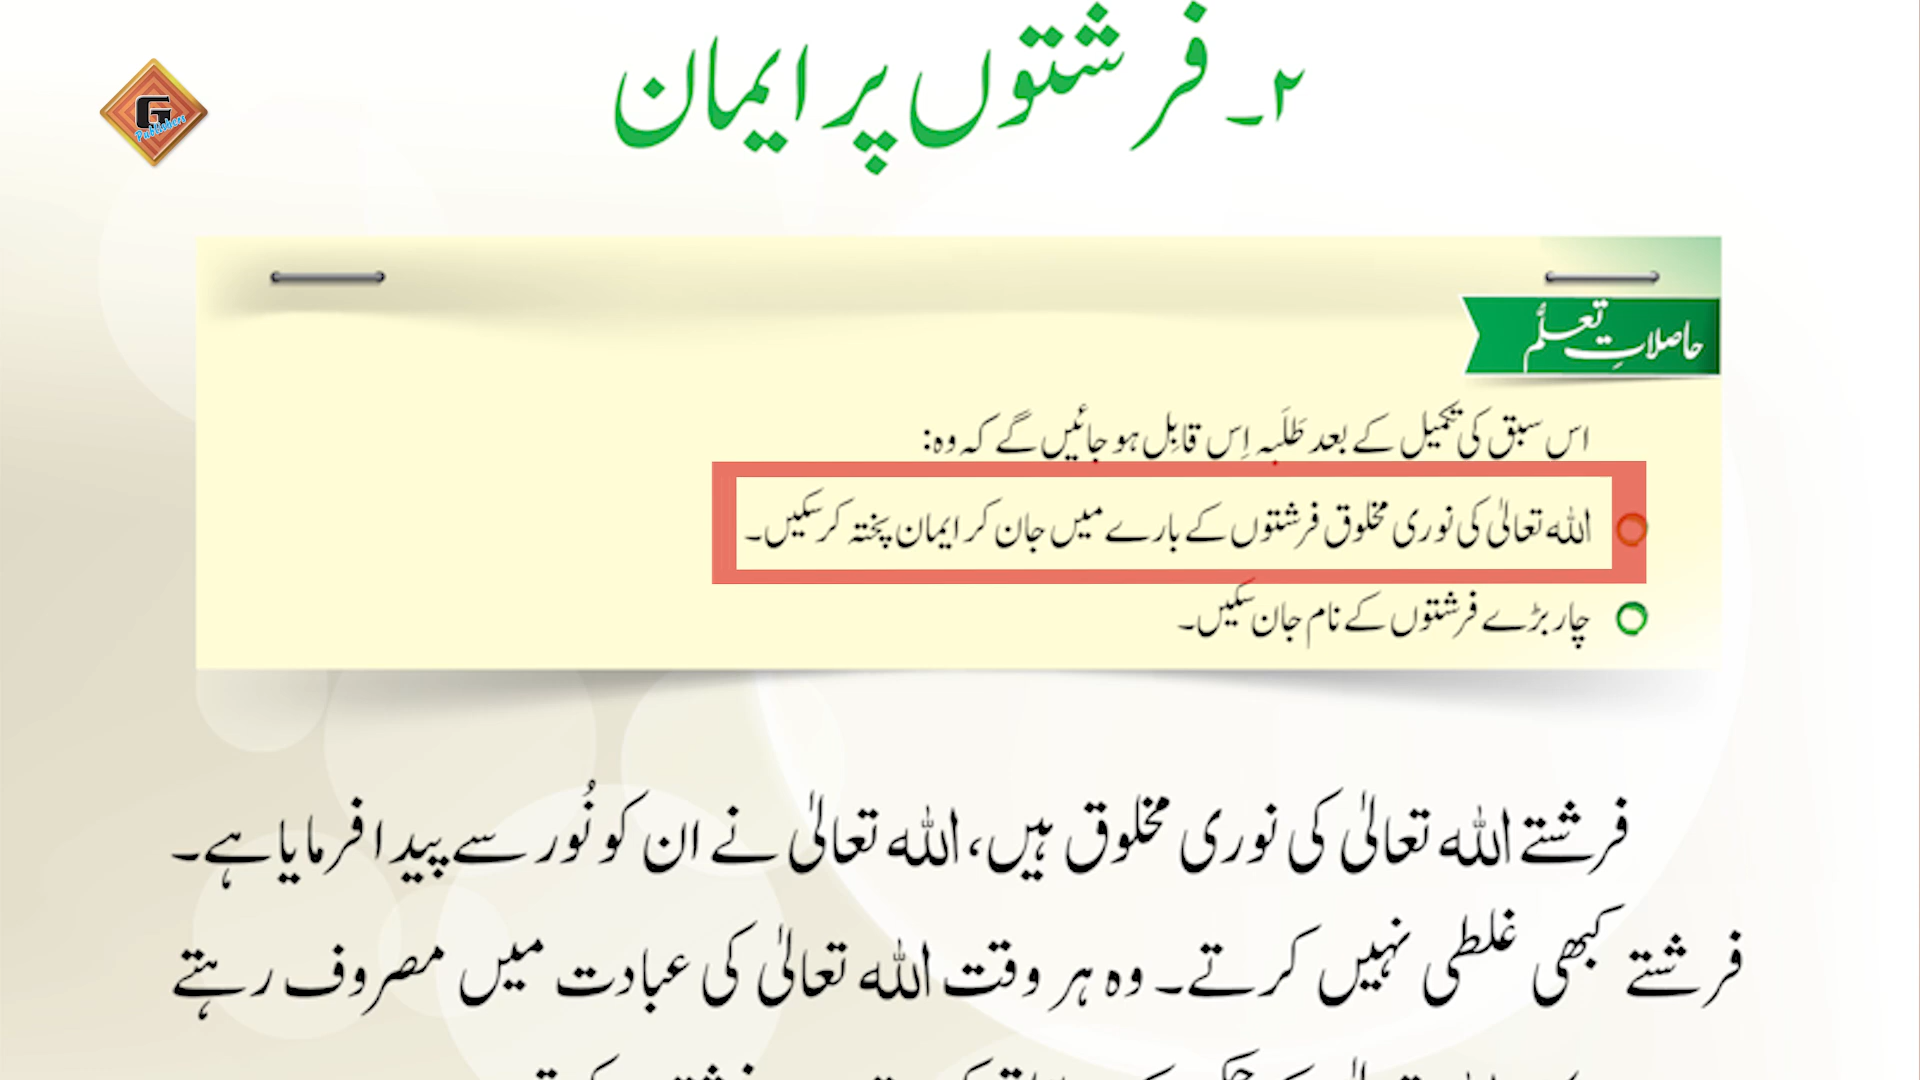 G
Publishers
۲۔ فرشتوں پر ایمان
حاصلاتِ تعلّم
اس سبق کی تکمیل کے بعد طَلَبہ اِس قابِل ہو جائیں گے کہ وہ:
اللہ تعالیٰ کی نوری مخلوق فرشتوں کے بارے میں جان کر ایمان پختہ کر سکیں۔
چار بڑے فرشتوں کے نام جان سکیں۔
فرشتے اللہ تعالیٰ کی نوری مخلوق ہیں، اللہ تعالیٰ نے ان کو نُور سے پیدا فرمایا ہے۔
فرشتے کبھی غلطی نہیں کرتے۔ وہ ہر وقت اللہ تعالیٰ کی عبادت میں مصروف رہتے